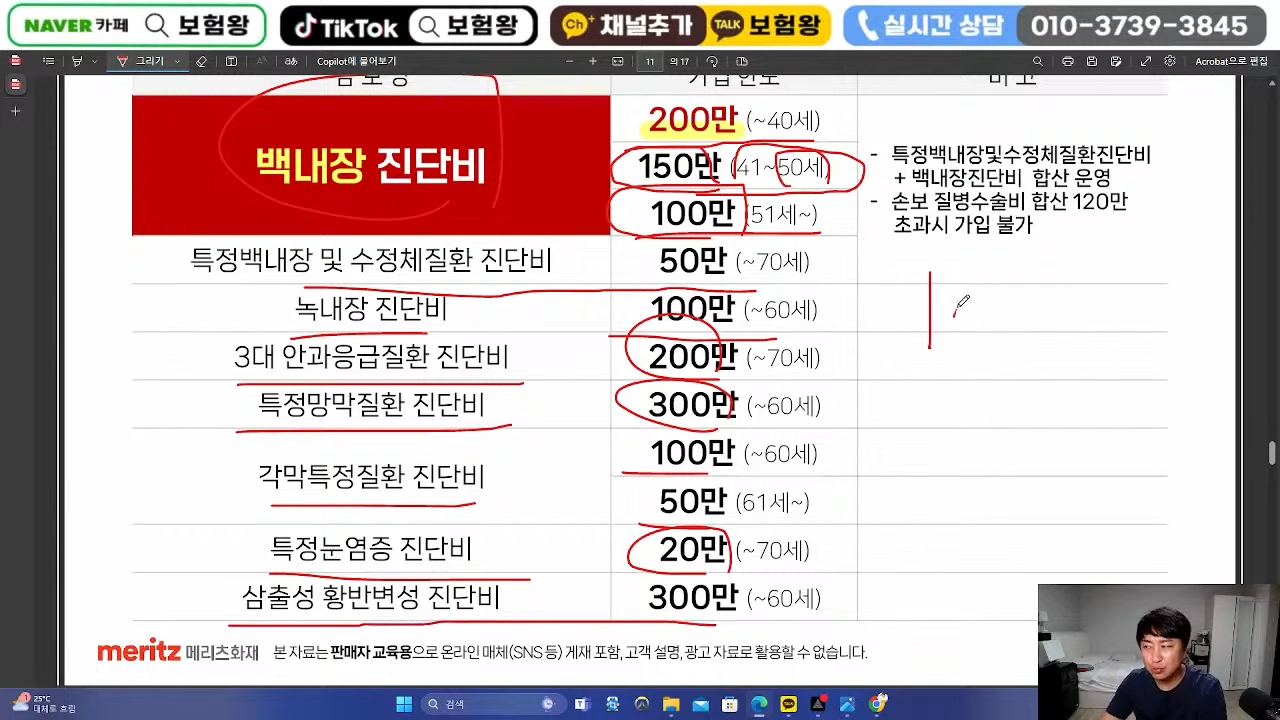 NAVER 카페 보험왕 TikTok 보험왕 Ch+ 채널추가 TALK 보험왕 실시간 상담 010-3739-3845
그리기 Copilot에 물어보기 11 의 17 Acrobat으로 편집
가입 한도 비 고
백내장 진단비
200만 (~40세)
150만 (41~50세)
100만 (51세~)
- 특정백내장및수정체질환진단비
+ 백내장진단비 합산 운영
- 손보 질병수술비 합산 120만
초과시 가입 불가
특정백내장 및 수정체질환 진단비 50만 (~70세)
녹내장 진단비 100만 (~60세)
3대 안과응급질환 진단비 200만 (~70세)
특정망막질환 진단비 300만 (~60세)
각막특정질환 진단비 100만 (~60세)
50만 (61세~)
특정눈염증 진단비 20만 (~70세)
삼출성 황반변성 진단비 300만 (~60세)
meritz 메리츠화재 본 자료는 판매자 교육용으로 온라인 매체(SNS 등) 게재 포함, 고객 설명, 광고 자료로 활용할 수 없습니다.
25°C
대체로 흐림
검색